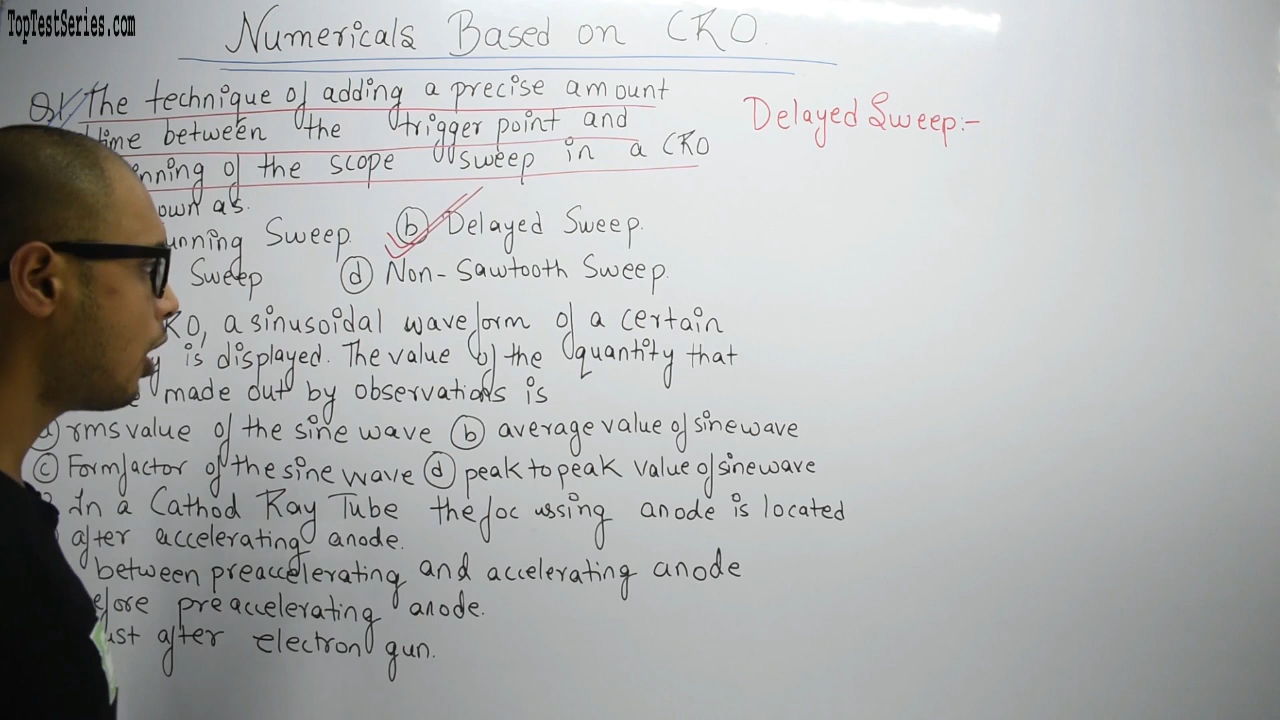 TopTestSeries.com
Numericals Based on CRO.
Q1 The technique of adding a precise amount
time between the trigger point and
nning of the scope sweep in a CRO
own as.
unning Sweep. (b) Delayed Sweep.
Sweep (d) Non-Sawtooth Sweep.
RO, a sinusoidal waveform of a certain
y is displayed. The value of the quantity that
made out by observations is
(a) rms value of the sine wave (b) average value of sinewave
(c) Formfactor of the sine wave (d) peak to peak value of sinewave
In a Cathod Ray Tube the focussing anode is located
after accelerating anode.
between preaccelerating and accelerating anode
efore preaccelerating anode.
ust after electron gun.
Delayed Sweep:-